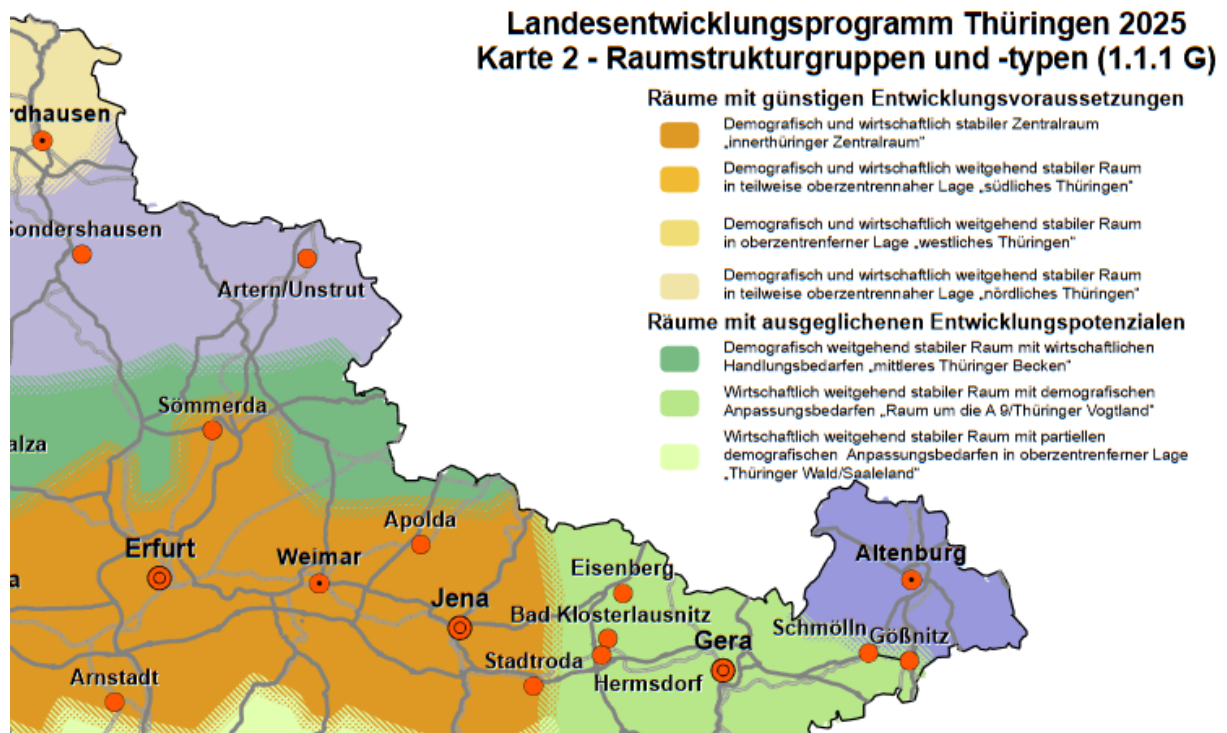 Landesentwicklungsprogramm Thüringen 2025
Karte 2 - Raumstrukturgruppen und -typen (1.1.1 G)
Räume mit günstigen Entwicklungsvoraussetzungen
Demografisch und wirtschaftlich stabiler Zentralraum
„innerthüringer Zentralraum"
Demografisch und wirtschaftlich weitgehend stabiler Raum
in teilweise oberzentrennaher Lage „südliches Thüringen"
Demografisch und wirtschaftlich weitgehend stabiler Raum
in oberzentrenferner Lage „westliches Thüringen"
Demografisch und wirtschaftlich weitgehend stabiler Raum
in teilweise oberzentrennaher Lage „nördliches Thüringen"
Räume mit ausgeglichenen Entwicklungspotenzialen
Demografisch weitgehend stabiler Raum mit wirtschaftlichen
Handlungsbedarfen „mittleres Thüringer Becken"
Wirtschaftlich weitgehend stabiler Raum mit demografischen
Anpassungsbedarfen „Raum um die A 9/Thüringer Vogtland"
Wirtschaftlich weitgehend stabiler Raum mit partiellen
demografischen Anpassungsbedarfen in oberzentrenferner Lage
„Thüringer Wald/Saaleland"
rdhausen
Sondershausen
Artern/Unstrut
Sömmerda
alza
Apolda
Erfurt
Weimar
a
Jena
Eisenberg
Bad Klosterlausnitz
Altenburg
Schmölln
Gößnitz
Gera
Stadtroda
Hermsdorf
Arnstadt